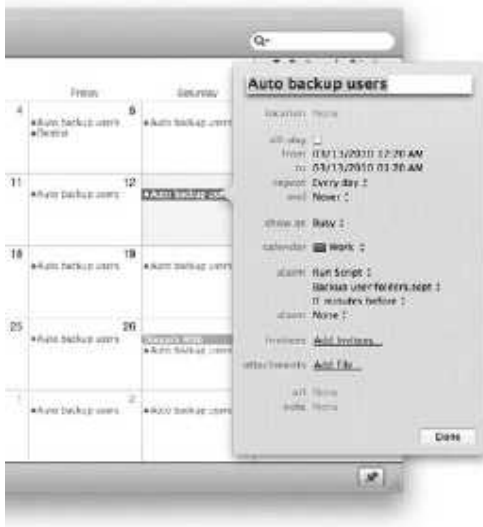 Q-
Friday
Saturday
4
5
Auto backup users
Dentist
Auto backup users
11
12
Auto backup users
Auto backup users
18
19
Auto backup users
Auto backup users
25
26
Auto backup users
Auto backup users
1
2
Auto backup users
Auto backup users
Auto backup users
location None
all-day
from 03/13/2010 12:20 AM
to 03/13/2010 01:20 AM
repeat Every day
end Never
show as Busy
calendar Work
alarm Run Script
Backup user folders.scpt
0 minutes before
alarm None
invitees Add Invitees...
attachments Add File...
url None
note None
Done